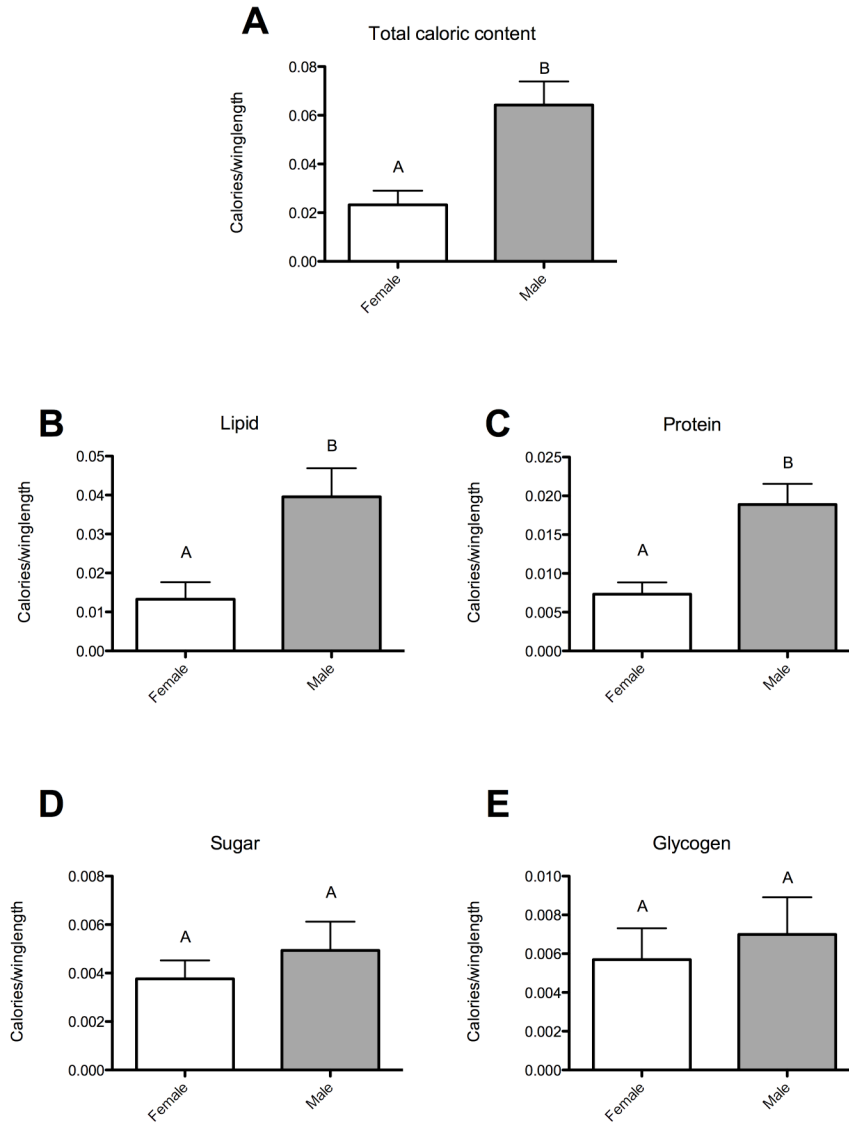 A
Total caloric content
Calories/winglength
0.08
0.06
0.04
0.02
0.00
A
B
Female
Male
B
Lipid
Calories/winglength
0.05
0.04
0.03
0.02
0.01
0.00
A
B
Female
Male
C
Protein
Calories/winglength
0.025
0.020
0.015
0.010
0.005
0.000
A
B
Female
Male
D
Sugar
Calories/winglength
0.008
0.006
0.004
0.002
0.000
A
A
Female
Male
E
Glycogen
Calories/winglength
0.010
0.008
0.006
0.004
0.002
0.000
A
A
Female
Male